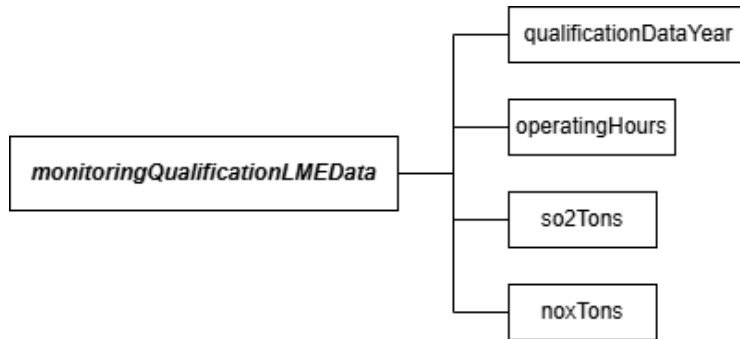 qualificationDataYear
operatingHours
monitoringQualificationLMEData
so2Tons
noxTons